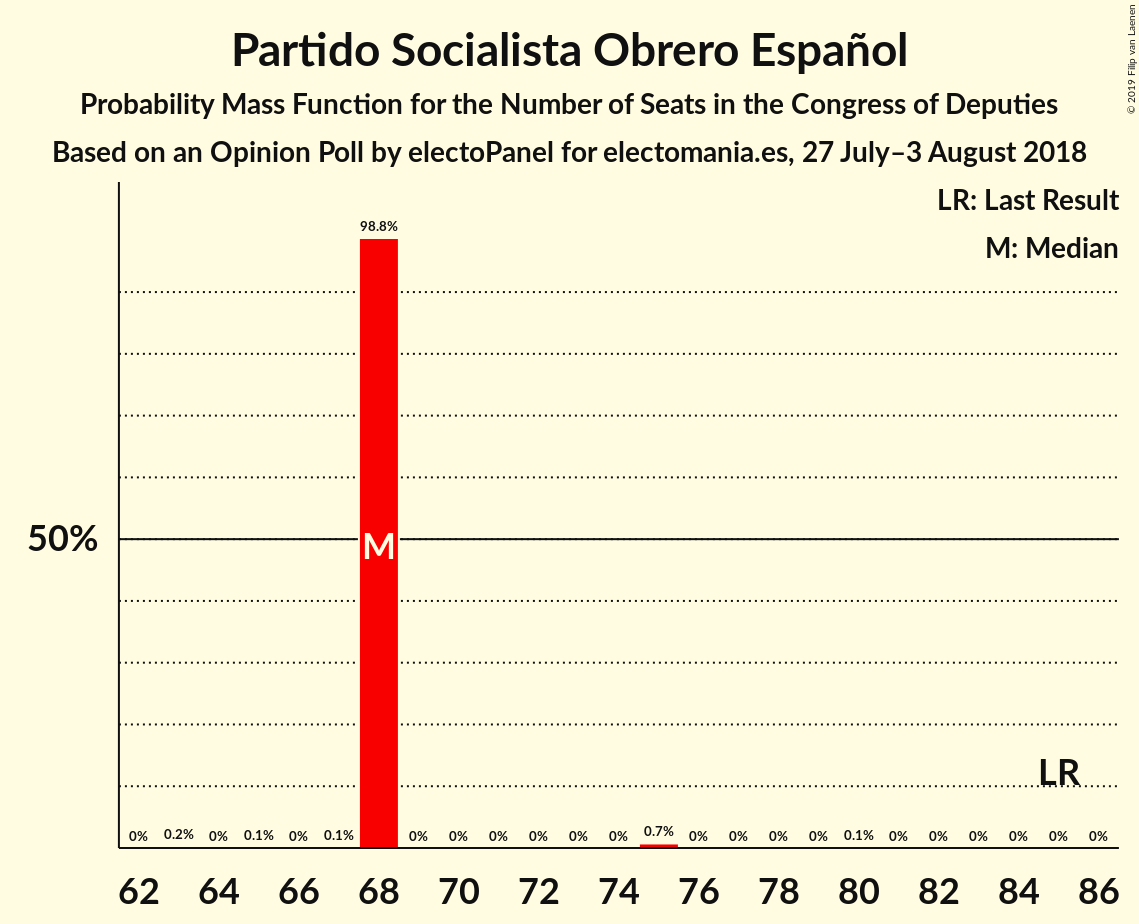 Partido Socialista Obrero Español
Probability Mass Function for the Number of Seats in the Congress of Deputies
Based on an Opinion Poll by electoPanel for electomania.es, 27 July–3 August 2018
© 2019 Filip van Laenen
LR: Last Result
M: Median
98.8%
50%
M
LR
0% 0.2% 0% 0.1% 0% 0.1% 0% 0% 0% 0% 0% 0% 0.7% 0% 0% 0% 0% 0.1% 0% 0% 0% 0% 0% 0%
62 64 66 68 70 72 74 76 78 80 82 84 86